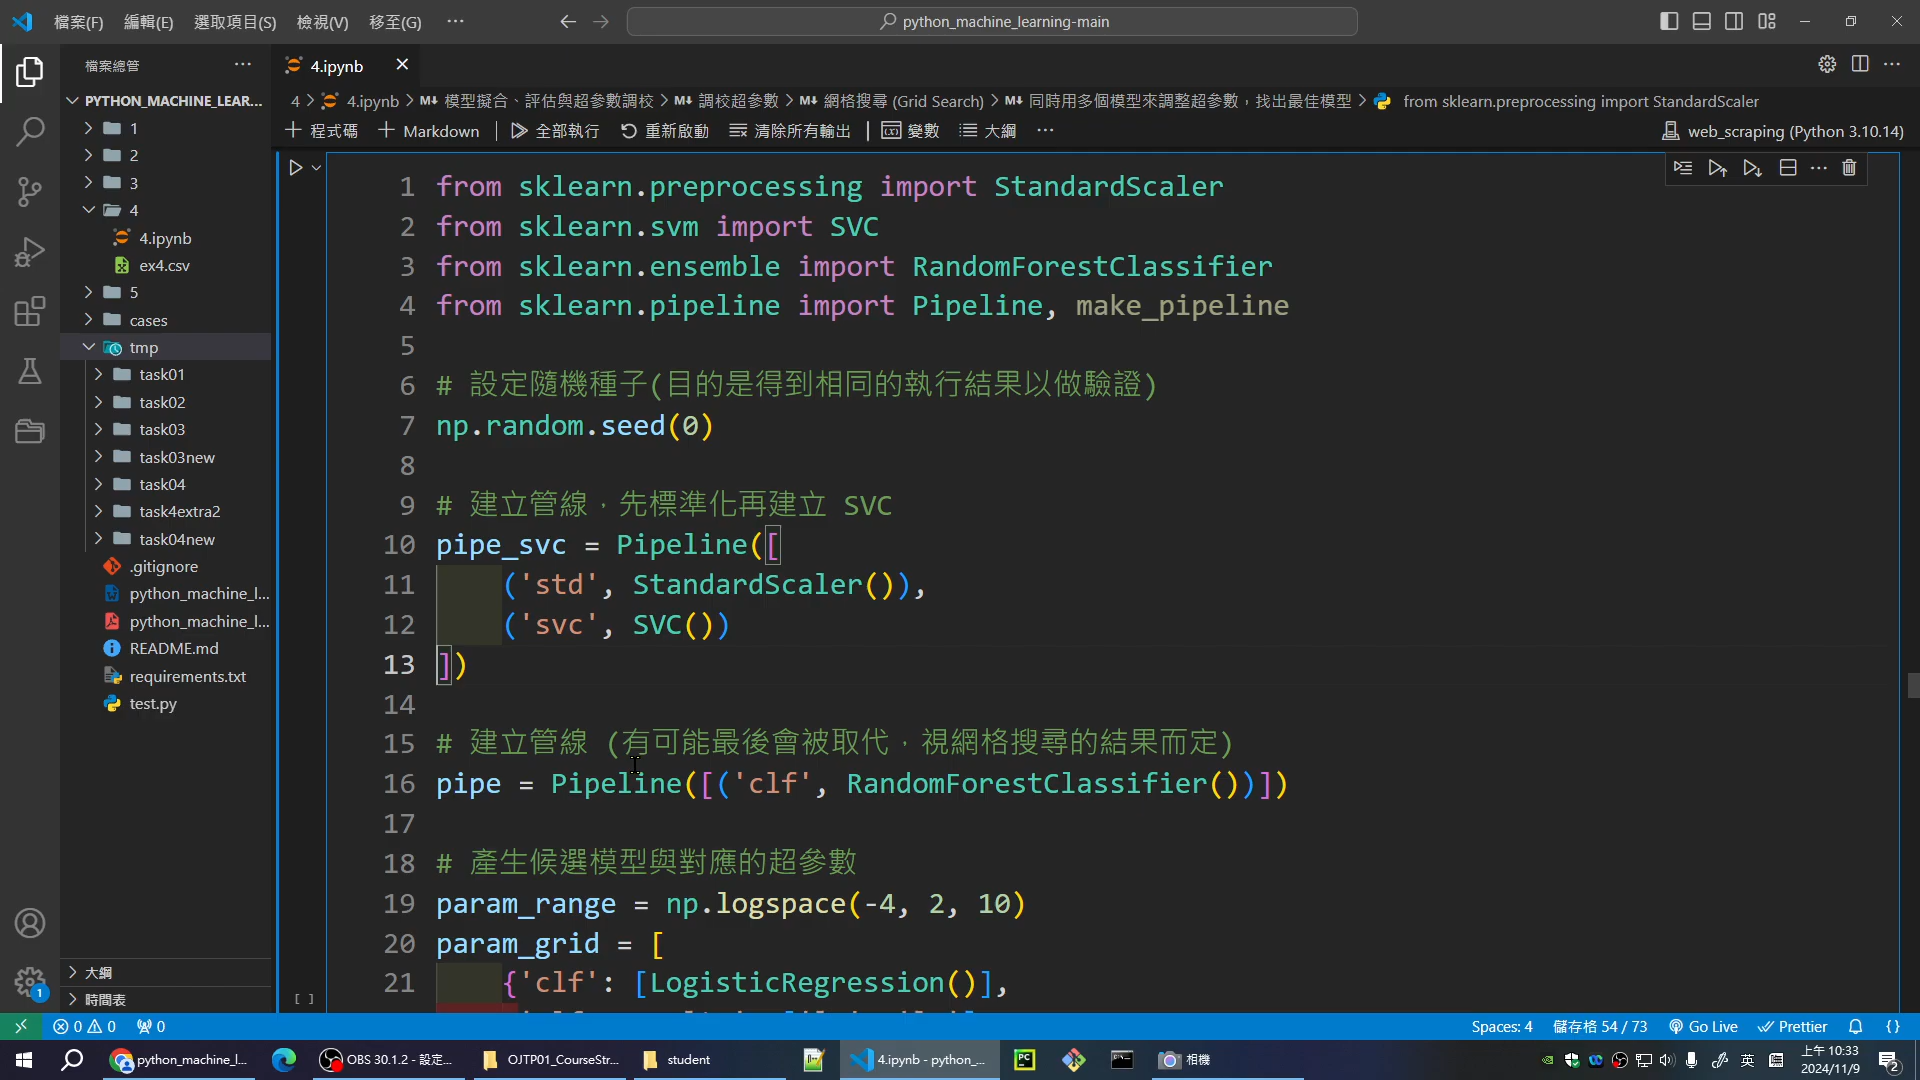 檔案(F) 編輯(E) 選取項目(S) 檢視(V) 移至(G) ··· python_machine_learning-main
檔案總管 ···
4.ipynb
PYTHON_MACHINE_LEAR...
4 > 4.ipynb > 模型擬合、評估與超參數調校 > 調校超參數 > 網格搜尋 (Grid Search) > 同時用多個模型來調整超參數，找出最佳模型 > from sklearn.preprocessing import StandardScaler
程式碼 Markdown 全部執行 重新啟動 清除所有輸出 變數 大綱 ··· web_scraping (Python 3.10.14)
1
2
3
4
4.ipynb
ex4.csv
5
cases
tmp
task01
task02
task03
task03new
task04
task4extra2
task04new
.gitignore
python_machine_l...
python_machine_l...
README.md
requirements.txt
test.py
大綱
時間表
1
1 from sklearn.preprocessing import StandardScaler
2 from sklearn.svm import SVC
3 from sklearn.ensemble import RandomForestClassifier
4 from sklearn.pipeline import Pipeline, make_pipeline
5
6 # 設定隨機種子(目的是得到相同的執行結果以做驗證)
7 np.random.seed(0)
8
9 # 建立管線，先標準化再建立 SVC
10 pipe_svc = Pipeline([
11 ('std', StandardScaler()),
12 ('svc', SVC())
13 ])
14
15 # 建立管線 (有可能最後會被取代，視網格搜尋的結果而定)
16 pipe = Pipeline([('clf', RandomForestClassifier())])
17
18 # 產生候選模型與對應的超參數
19 param_range = np.logspace(-4, 2, 10)
20 param_grid = [
21 {'clf': [LogisticRegression()],
[ ]
0 0 0 Spaces: 4 儲存格 54 / 73 Go Live Prettier {}
python_machine_l... OBS 30.1.2 - 設定... OJTP01_CourseStr... student 4.ipynb - python_... 相機 英 上午 10:33
2024/11/9 2